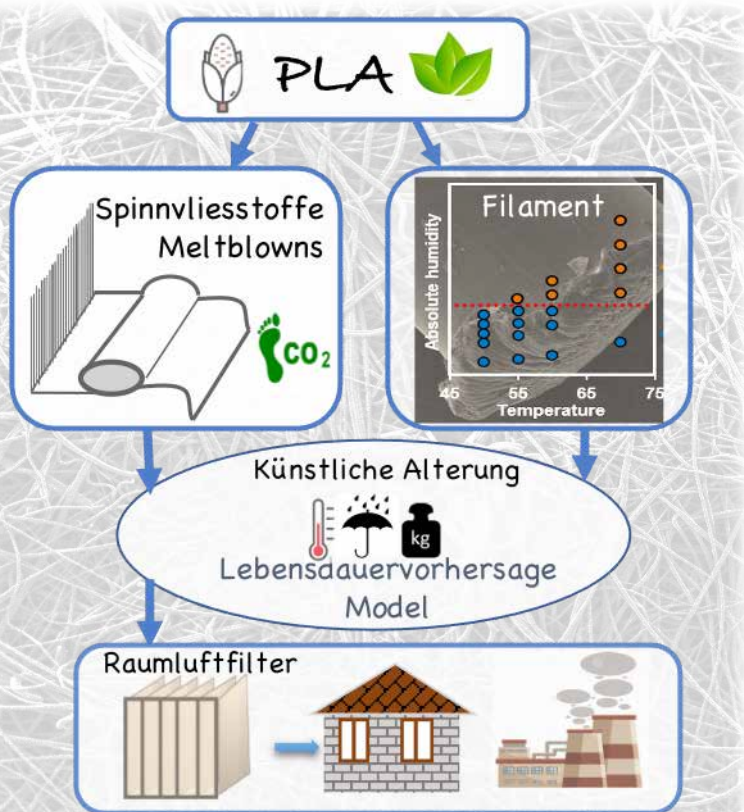 PLA
Spinnvliesstoffe
Meltblowns
CO₂
Filament
Absolute humidity
45 55 65 75
Temperature
Künstliche Alterung
kg
Lebensdauervorhersage
Model
Raumluftfilter